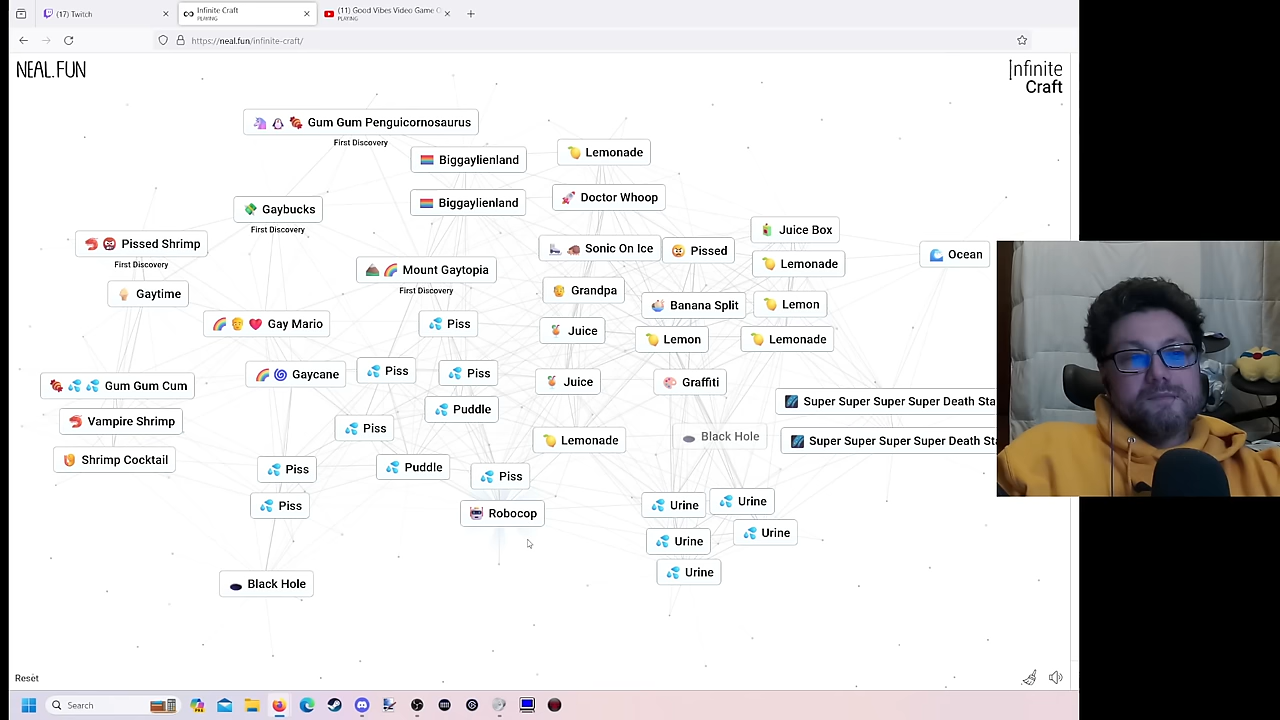 (17) Twitch
Infinite Craft
PLAYING
(11) Good Vibes Video Game
PLAYING
https://neal.fun/infinite-craft/
NEAL.FUN
Infinite
Craft
Gum Gum Penguicornosaurus
First Discovery
Biggaylienland
Lemonade
Biggaylienland
Doctor Whoop
Gaybucks
First Discovery
Juice Box
Pissed Shrimp
First Discovery
Sonic On Ice
Pissed
Lemonade
Ocean
Mount Gaytopia
First Discovery
Gaytime
Grandpa
Banana Split
Lemon
Gay Mario
Piss
Juice
Lemon
Lemonade
Gaycane
Piss
Piss
Juice
Graffiti
Gum Gum Cum
Puddle
Super Super Super Super Death Sta
Vampire Shrimp
Piss
Lemonade
Black Hole
Super Super Super Super Death Sta
Shrimp Cocktail
Piss
Puddle
Piss
Piss
Robocop
Urine
Urine
Urine
Urine
Urine
Black Hole
Reset
Search